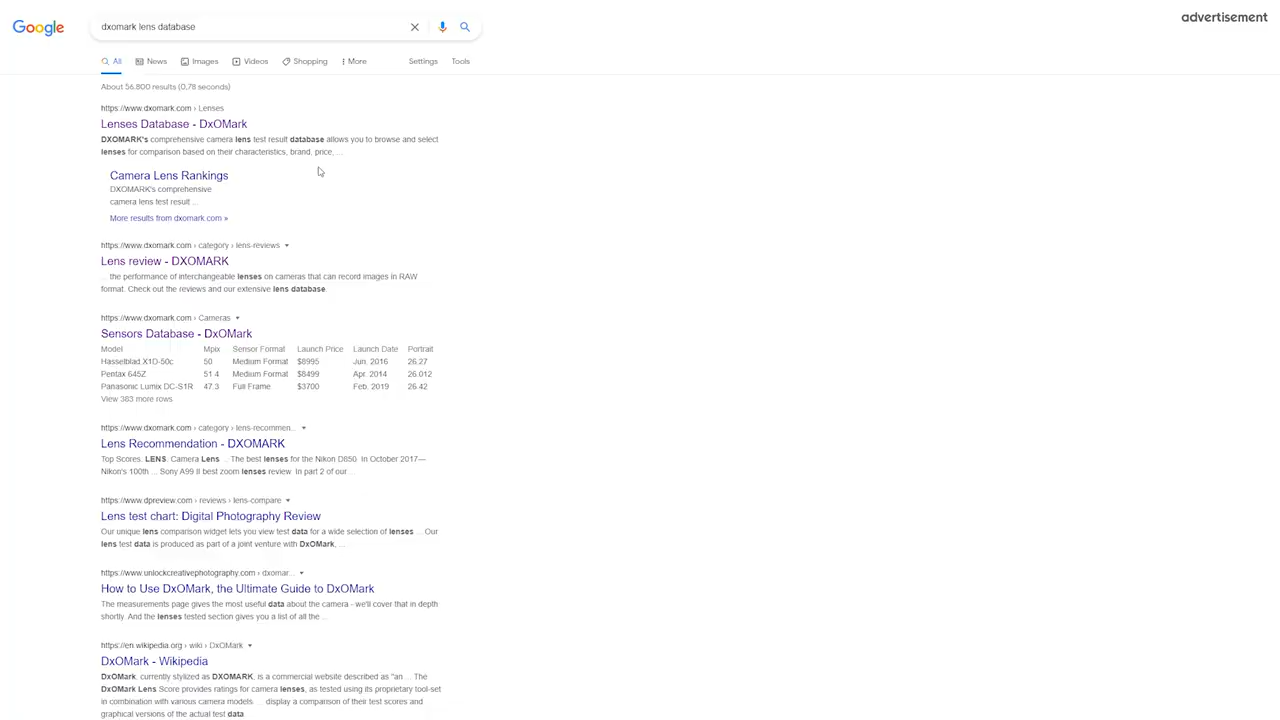 advertisement
Google
dxomark lens database
All News Images Videos Shopping More Settings Tools
About 56.800 results (0,78 seconds)
https://www.dxomark.com › Lenses
Lenses Database - DxOMark
DXOMARK's comprehensive camera lens test result database allows you to browse and select
lenses for comparison based on their characteristics, brand, price, ...
Camera Lens Rankings
DXOMARK's comprehensive
camera lens test result ...
More results from dxomark.com »
https://www.dxomark.com › category › lens-reviews
Lens review - DXOMARK
... the performance of interchangeable lenses on cameras that can record images in RAW
format. Check out the reviews and our extensive lens database.
https://www.dxomark.com › Cameras
Sensors Database - DxOMark
Model Mpix Sensor Format Launch Price Launch Date Portrait
Hasselblad X1D-50c 50 Medium Format $8995 Jun. 2016 26.27
Pentax 645Z 51.4 Medium Format $8499 Apr. 2014 26.012
Panasonic Lumix DC-S1R 47.3 Full Frame $3700 Feb. 2019 26.42
View 383 more rows
https://www.dxomark.com › category › lens-recommen...
Lens Recommendation - DXOMARK
Top Scores. LENS: Camera Lens ... The best lenses for the Nikon D850. In October 2017—
Nikon's 100th ... Sony A99 II best zoom lenses review. In part 2 of our ...
https://www.dpreview.com › reviews › lens-compare
Lens test chart: Digital Photography Review
Our unique lens comparison widget lets you view test data for a wide selection of lenses ... Our
lens test data is produced as part of a joint venture with DxOMark, ...
https://www.unlockcreativephotography.com › dxomar...
How to Use DxOMark, the Ultimate Guide to DxOMark
The measurements page gives the most useful data about the camera - we'll cover that in depth
shortly. And the lenses tested section gives you a list of all the ...
https://en.wikipedia.org › wiki › DxOMark
DxOMark - Wikipedia
DxOMark, currently stylized as DXOMARK, is a commercial website described as "an ... The
DxOMark Lens Score provides ratings for camera lenses, as tested using its proprietary tool-set
in combination with various camera models. ... display a comparison of their test scores and
graphical versions of the actual test data